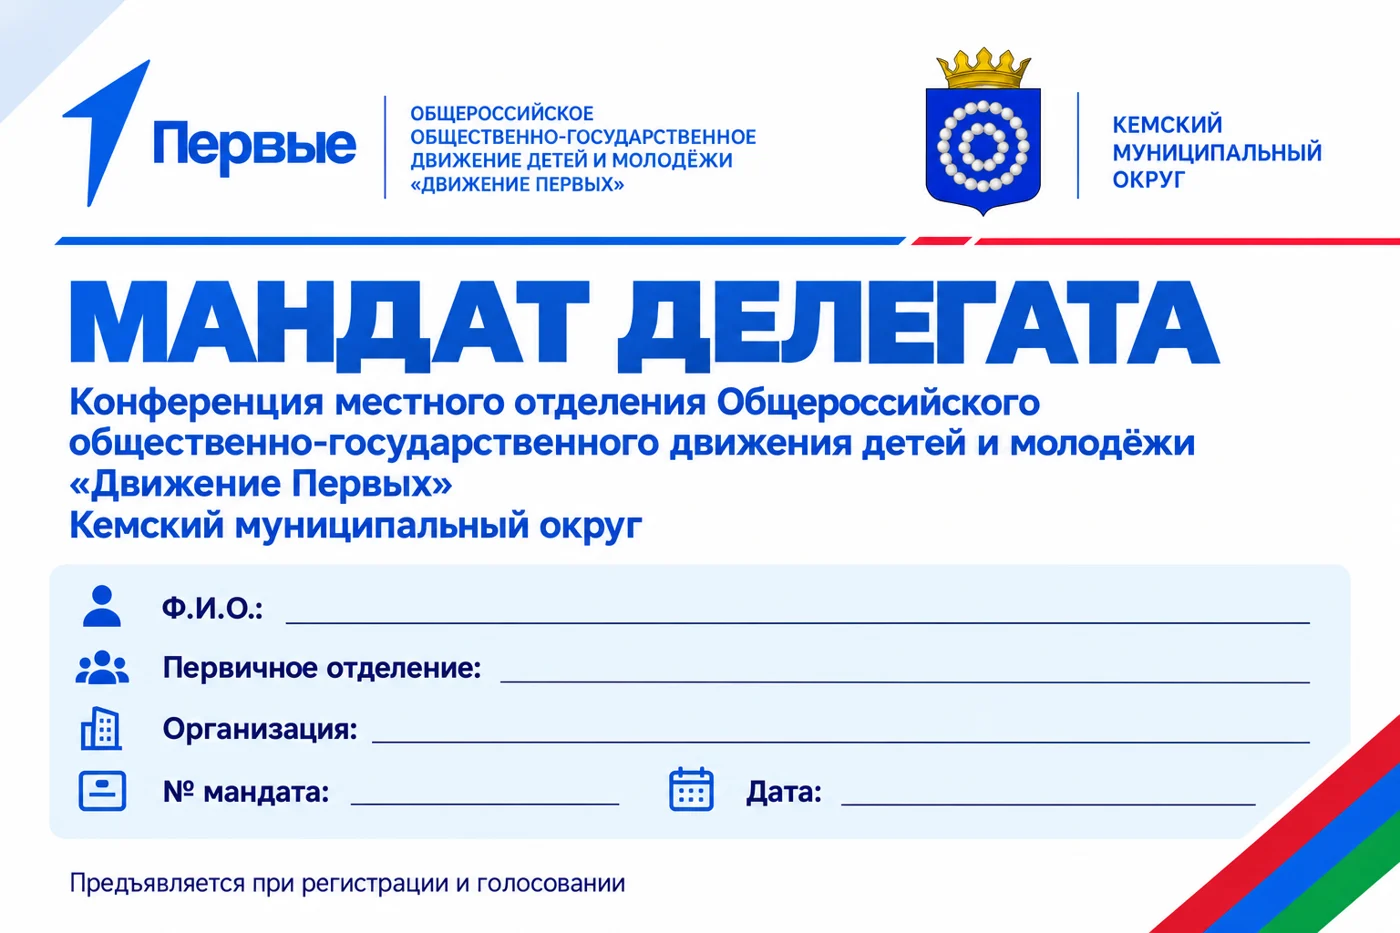 Первые
ОБЩЕРОССИЙСКОЕ
ОБЩЕСТВЕННО-ГОСУДАРСТВЕННОЕ
ДВИЖЕНИЕ ДЕТЕЙ И МОЛОДЁЖИ
«ДВИЖЕНИЕ ПЕРВЫХ»
КЕМСКИЙ
МУНИЦИПАЛЬНЫЙ
ОКРУГ
МАНДАТ ДЕЛЕГАТА
Конференция местного отделения Общероссийского
общественно-государственного движения детей и молодёжи
«Движение Первых»
Кемский муниципальный округ
Ф.И.О.:
Первичное отделение:
Организация:
№ мандата:
Дата:
Предъявляется при регистрации и голосовании